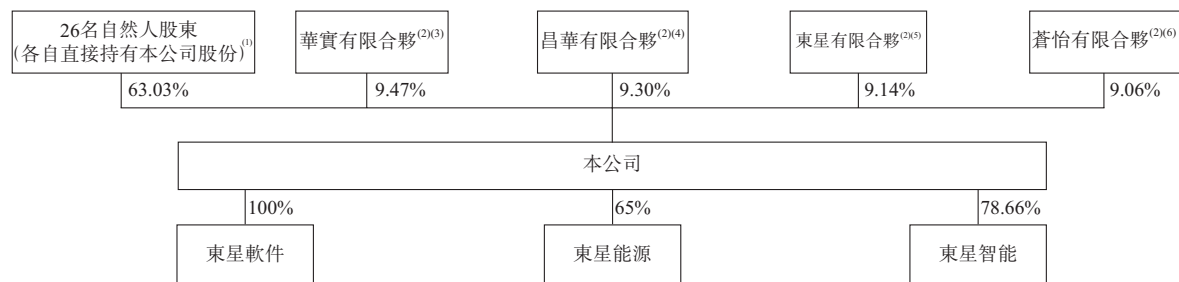 26名自然人股東
(各自直接持有本公司股份)(1)
華實有限合夥(2)(3)
昌華有限合夥(2)(4)
東星有限合夥(2)(5)
蒼怡有限合夥(2)(6)
63.03%
9.47%
9.30%
9.14%
9.06%
本公司
100%
65%
78.66%
東星軟件
東星能源
東星智能